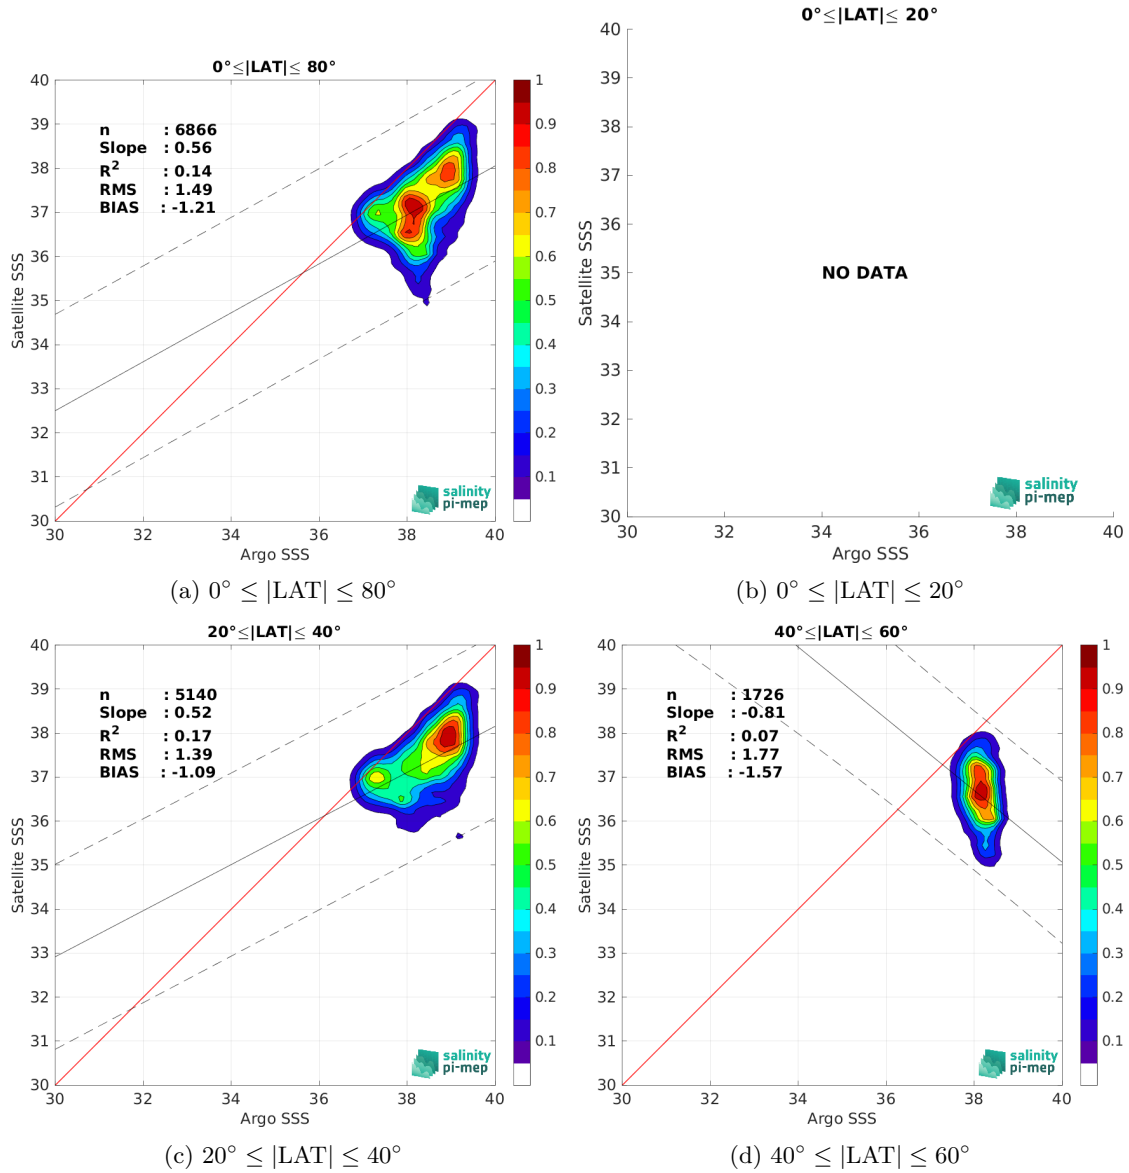 0°≤|LAT|≤ 80°
40
39
38
37
36
35
34
33
32
31
30
Satellite SSS
n : 6866
Slope : 0.56
R2 : 0.14
RMS : 1.49
BIAS : -1.21
1
0.9
0.8
0.7
0.6
0.5
0.4
0.3
0.2
0.1
salinity
pi-mep
30 32 34 36 38 40
Argo SSS
(a) 0° ≤ |LAT| ≤ 80°
0°≤|LAT|≤ 20°
40
39
38
37
36
35
34
33
32
31
30
Satellite SSS
NO DATA
salinity
pi-mep
30 32 34 36 38 40
Argo SSS
(b) 0° ≤ |LAT| ≤ 20°
20°≤|LAT|≤ 40°
40
39
38
37
36
35
34
33
32
31
30
Satellite SSS
n : 5140
Slope : 0.52
R2 : 0.17
RMS : 1.39
BIAS : -1.09
1
0.9
0.8
0.7
0.6
0.5
0.4
0.3
0.2
0.1
salinity
pi-mep
30 32 34 36 38 40
Argo SSS
(c) 20° ≤ |LAT| ≤ 40°
40°≤|LAT|≤ 60°
40
39
38
37
36
35
34
33
32
31
30
Satellite SSS
n : 1726
Slope : -0.81
R2 : 0.07
RMS : 1.77
BIAS : -1.57
1
0.9
0.8
0.7
0.6
0.5
0.4
0.3
0.2
0.1
salinity
pi-mep
30 32 34 36 38 40
Argo SSS
(d) 40° ≤ |LAT| ≤ 60°